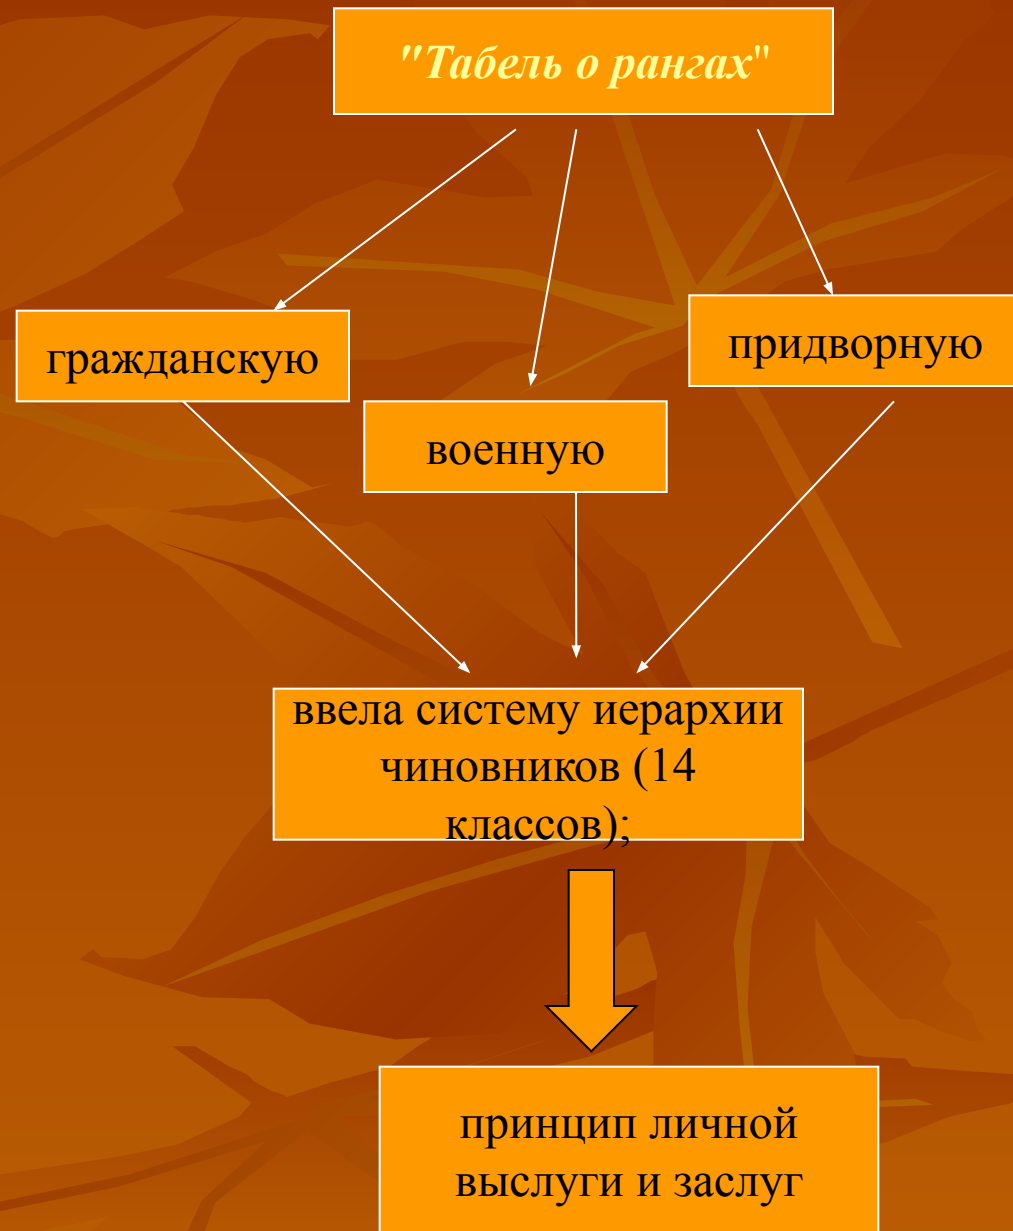 "Табель о рангах"
гражданскую
придворную
военную
ввела систему иерархии
чиновников (14
классов);
принцип личной
выслуги и заслуг